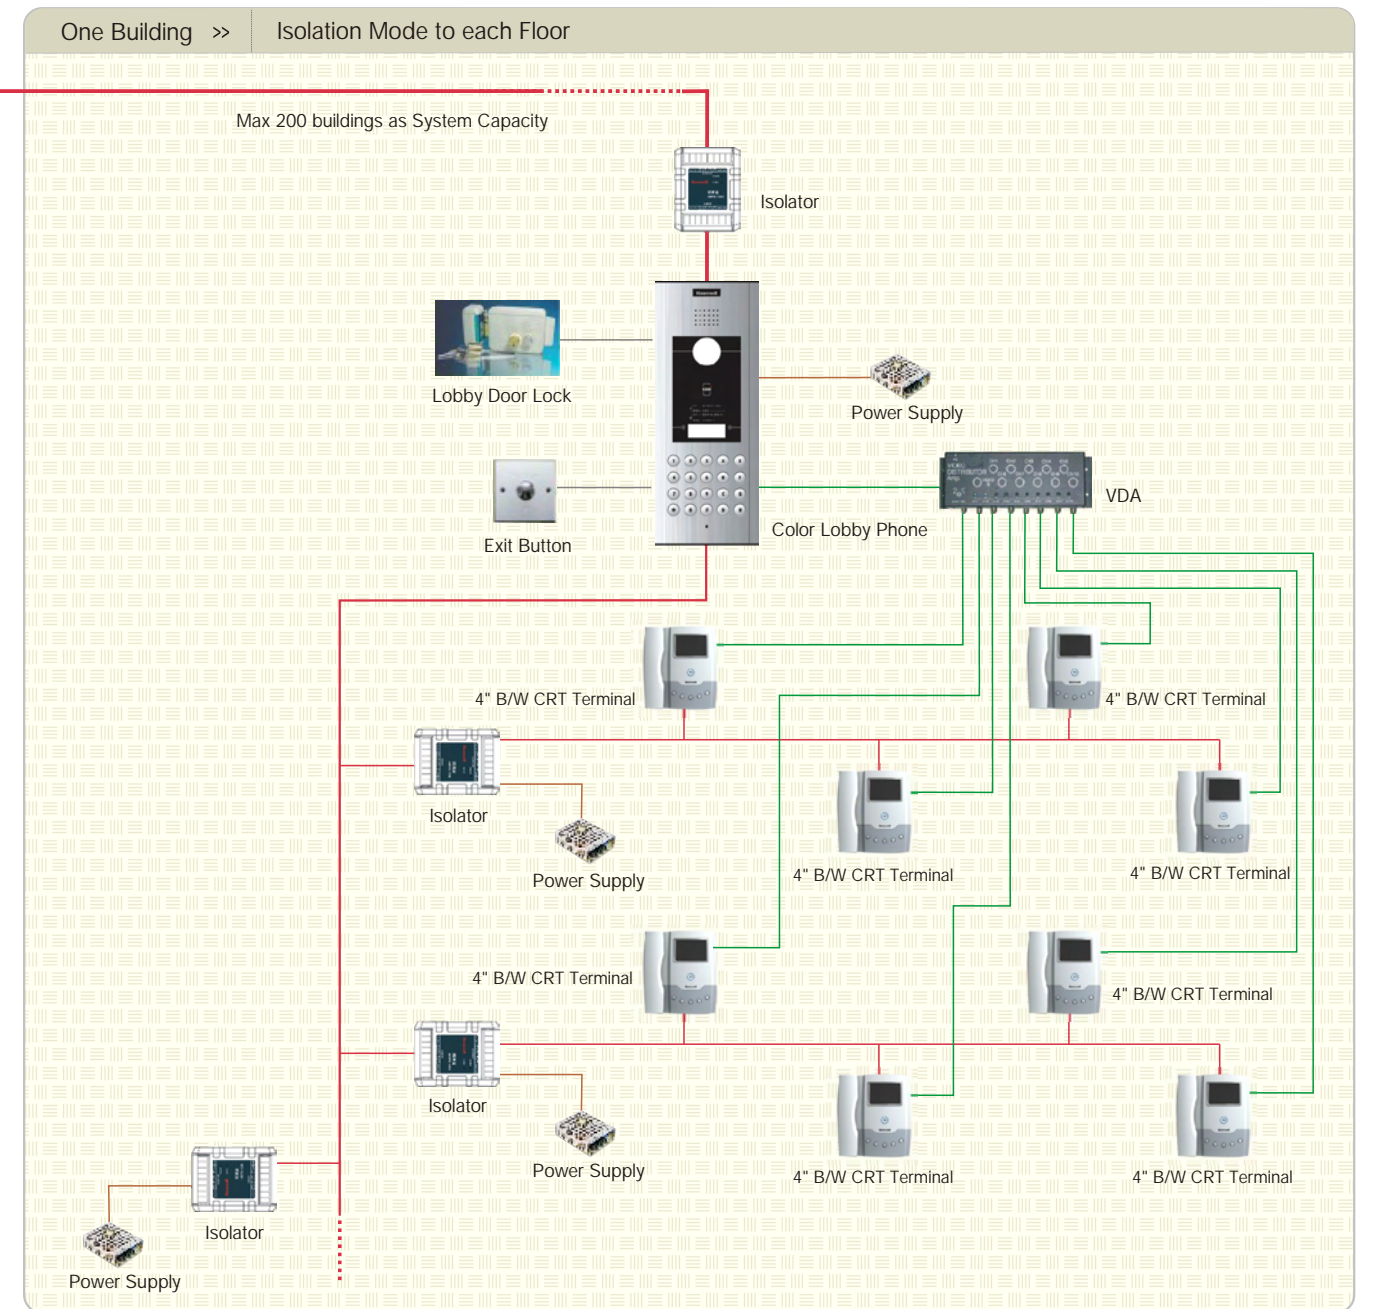 One Building >> Isolation Mode to each Floor
Max 200 buildings as System Capacity
Isolator
Lobby Door Lock
Power Supply
VIDEO
DISTRIBUTOR
VDA
Exit Button
Color Lobby Phone
4" B/W CRT Terminal
4" B/W CRT Terminal
Isolator
4" B/W CRT Terminal
4" B/W CRT Terminal
Power Supply
4" B/W CRT Terminal
4" B/W CRT Terminal
Isolator
4" B/W CRT Terminal
4" B/W CRT Terminal
Power Supply
Isolator
Power Supply